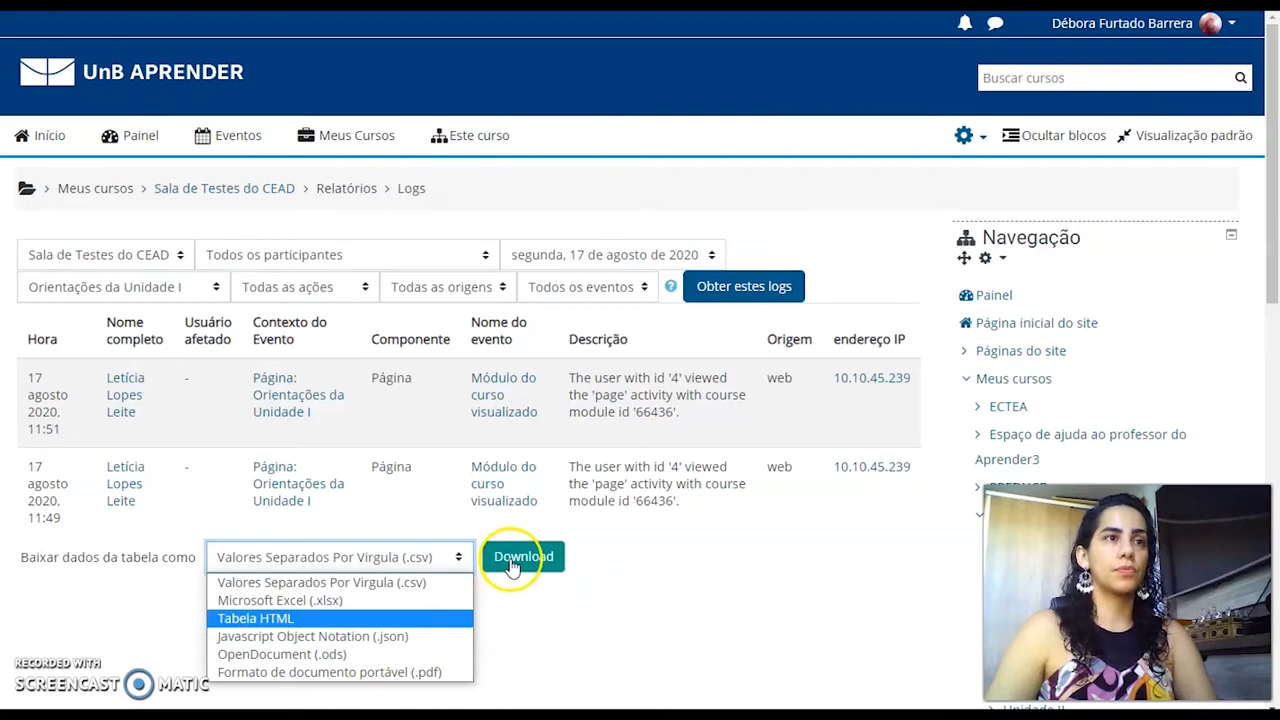 Débora Furtado Barrera
UnB APRENDER
Buscar cursos
Início Painel Eventos Meus Cursos Este curso Ocultar blocos Visualização padrão
> Meus cursos > Sala de Testes do CEAD > Relatórios > Logs
Sala de Testes do CEAD Todos os participantes segunda, 17 de agosto de 2020
Orientações da Unidade I Todas as ações Todas as origens Todos os eventos ? Obter estes logs
Hora
Nome
completo
Usuário
afetado
Contexto do
Evento
Componente
Nome do
evento
Descrição
Origem
endereço IP
17
agosto
2020,
11:51
Letícia
Lopes
Leite
-
Página:
Orientações da
Unidade I
Página
Módulo do
curso
visualizado
The user with id '4' viewed
the 'page' activity with course
module id '66436'.
web
10.10.45.239
17
agosto
2020,
11:49
Letícia
Lopes
Leite
-
Página:
Orientações da
Unidade I
Página
Módulo do
curso
visualizado
The user with id '4' viewed
the 'page' activity with course
module id '66436'.
web
10.10.45.239
Baixar dados da tabela como Valores Separados Por Virgula (.csv) Download
Valores Separados Por Virgula (.csv)
Microsoft Excel (.xlsx)
Tabela HTML
Javascript Object Notation (.json)
OpenDocument (.ods)
Formato de documento portável (.pdf)
Navegação
Painel
Página inicial do site
Páginas do site
Meus cursos
ECTEA
Espaço de ajuda ao professor do
Aprender3
RECORDED WITH
SCREENCAST MATIC